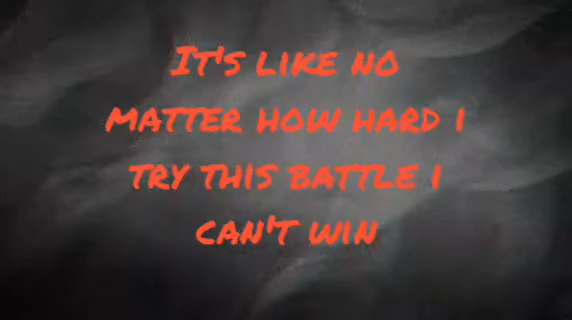 It's like no
matter how hard i
try this battle i
can't win